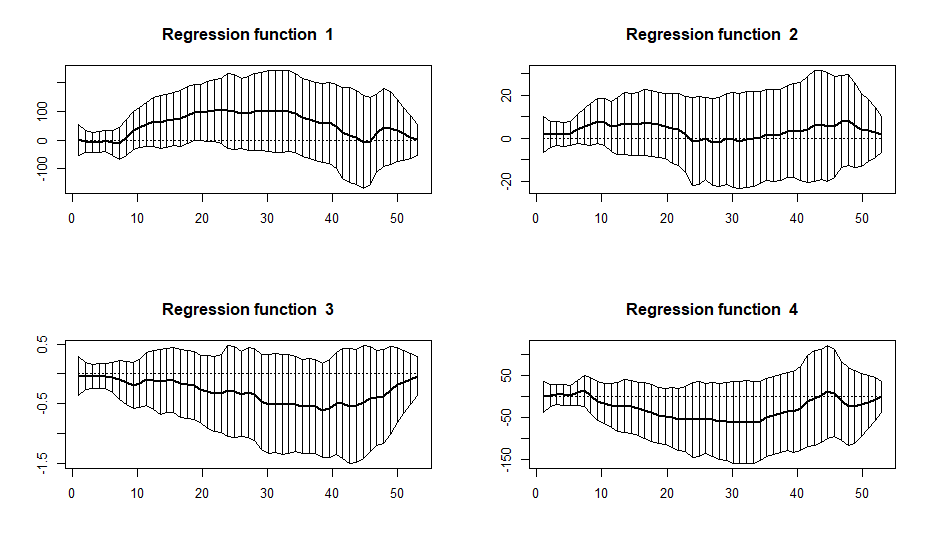 Regression function 1
100
0
-100
0 10 20 30 40 50
Regression function 2
20
0
-20
0 10 20 30 40 50
Regression function 3
0.5
-0.5
-1.5
0 10 20 30 40 50
Regression function 4
50
-50
-150
0 10 20 30 40 50